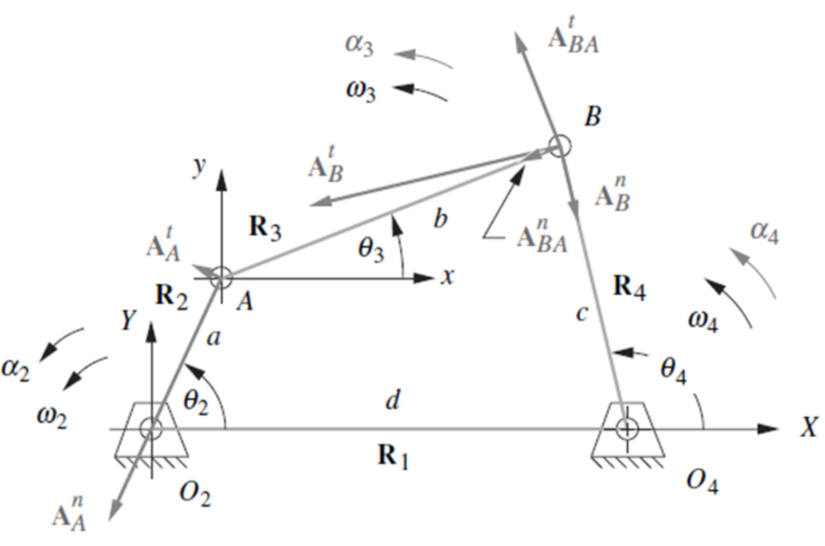 α₃
A^t_BA
ω₃
B
y
A^t_B
A^n_B
b
R₃
A^n_BA
α₄
A^t_A
θ₃
x
R₂
A
R₄
Y
c
ω₄
a
α₂
θ₂
θ₄
d
ω₂
X
R₁
O₂
O₄
A^n_A